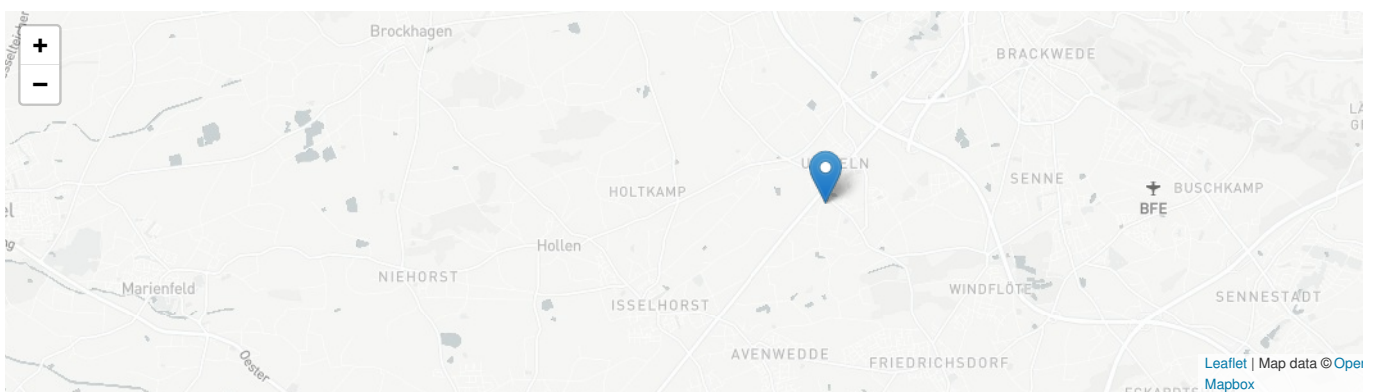 +
−
Brockhagen
BRACKWEDE
HOLTKAMP
SENNE
BUSCHKAMP
BFE
Hollen
NIEHORST
Marienfeld
ISSELHORST
WINDFLÖTE
SENNESTADT
AVENWEDDE
FRIEDRICHSDORF
Oester
Leaflet | Map data © Oper
Mapbox